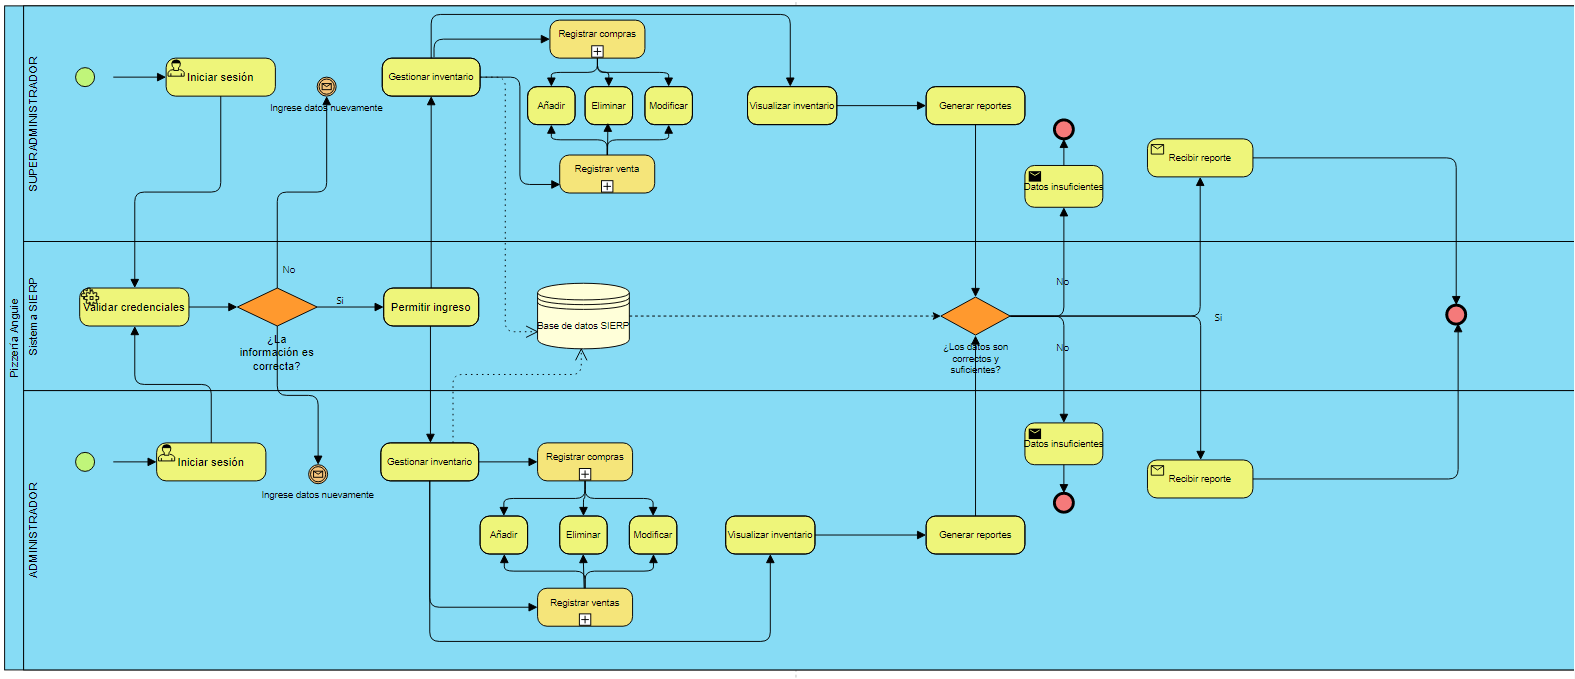 Pizzería Anguie
SUPERADMINISTRADOR
Iniciar sesión
Ingrese datos nuevamente
Gestionar inventario
Registrar compras
Añadir
Eliminar
Modificar
Registrar venta
Visualizar inventario
Generar reportes
Datos insuficientes
Recibir reporte
Sistema SIERP
Validar credenciales
No
Si
¿La
información es
correcta?
Permitir ingreso
Base de datos SIERP
¿Los datos son
correctos y
suficientes?
No
No
Si
ADMINISTRADOR
Iniciar sesión
Ingrese datos nuevamente
Gestionar inventario
Registrar compras
Añadir
Eliminar
Modificar
Registrar ventas
Visualizar inventario
Generar reportes
Datos insuficientes
Recibir reporte